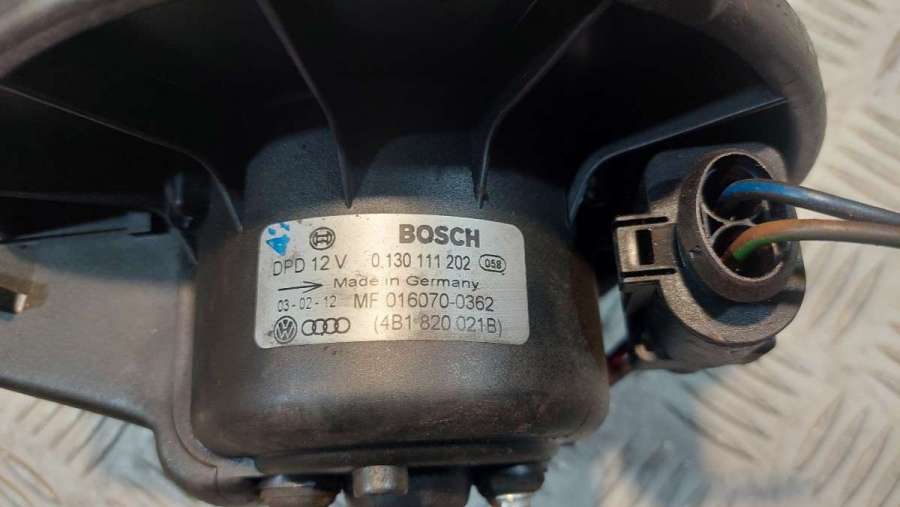 BOSCH
DPD 12 V 0.130 111 202 058
Made in Germany
03-02-12 MF 016070-0362
(4B1 820 021B)